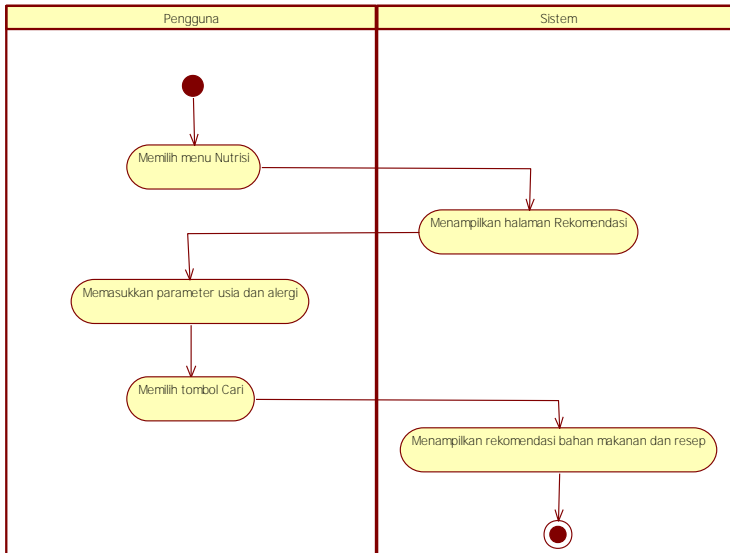 Pengguna
Sistem
Memilih menu Nutrisi
Menampilkan halaman Rekomendasi
Memasukkan parameter usia dan alergi
Memilih tombol Cari
Menampilkan rekomendasi bahan makanan dan resep